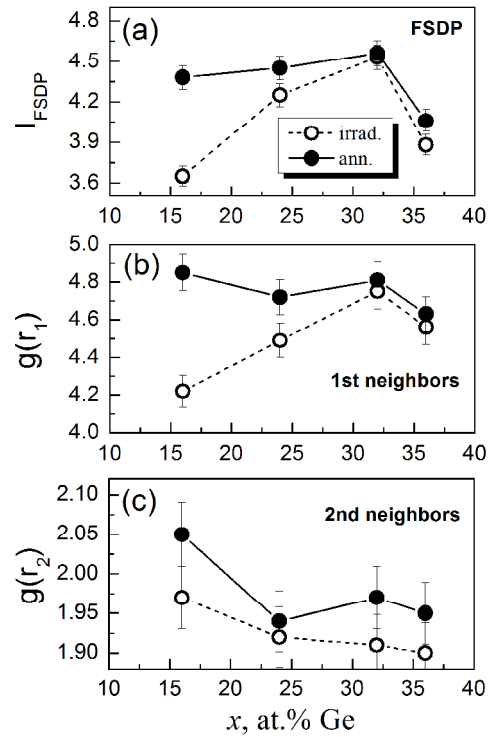 (a) FSDP
I_FSDP
4.8
4.5
4.2
3.9
3.6
irrad.
ann.
10 15 20 25 30 35 40
(b)
g(r₁)
5.0
4.8
4.6
4.4
4.2
4.0
1st neighbors
10 15 20 25 30 35 40
(c) 2nd neighbors
g(r₂)
2.10
2.05
2.00
1.95
1.90
10 15 20 25 30 35 40
x, at.% Ge